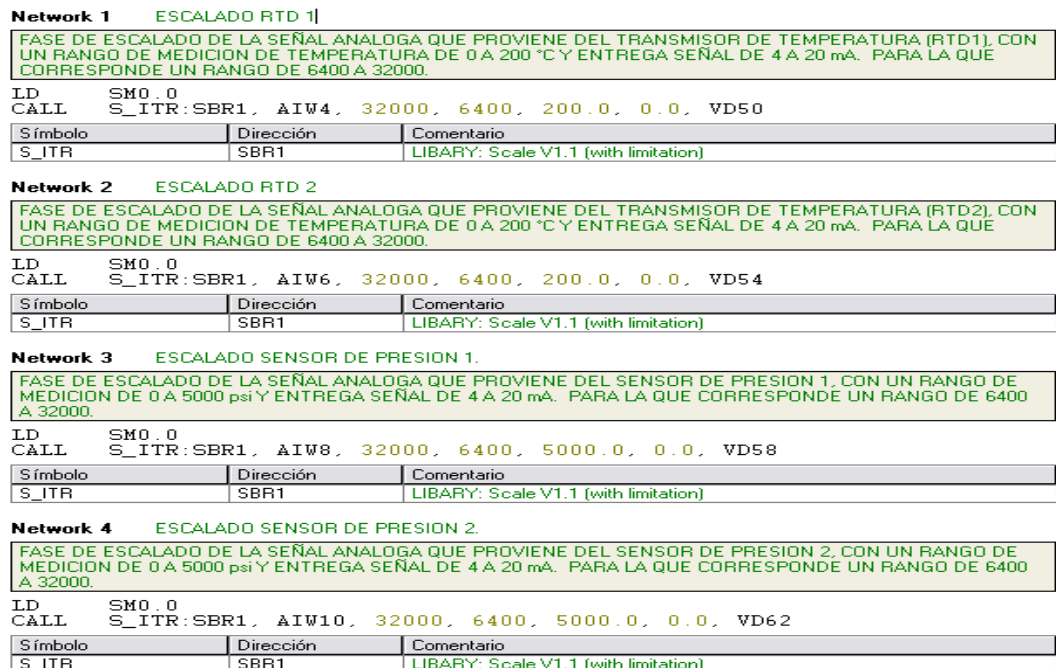 Network 1 ESCALADO RTD 1
FASE DE ESCALADO DE LA SEÑAL ANALOGA QUE PROVIENE DEL TRANSMISOR DE TEMPERATURA (RTD1), CON
UN RANGO DE MEDICION DE TEMPERATURA DE 0 A 200 °C Y ENTREGA SEÑAL DE 4 A 20 mA. PARA LA QUE
CORRESPONDE UN RANGO DE 6400 A 32000.
LD SM0.0
CALL S_ITR:SBR1, AIW4, 32000, 6400, 200.0, 0.0, VD50
Símbolo Dirección Comentario
S_ITR SBR1 LIBARY: Scale V1.1 (with limitation)
Network 2 ESCALADO RTD 2
FASE DE ESCALADO DE LA SEÑAL ANALOGA QUE PROVIENE DEL TRANSMISOR DE TEMPERATURA (RTD2), CON
UN RANGO DE MEDICION DE TEMPERATURA DE 0 A 200 °C Y ENTREGA SEÑAL DE 4 A 20 mA. PARA LA QUE
CORRESPONDE UN RANGO DE 6400 A 32000.
LD SM0.0
CALL S_ITR:SBR1, AIW6, 32000, 6400, 200.0, 0.0, VD54
Símbolo Dirección Comentario
S_ITR SBR1 LIBARY: Scale V1.1 (with limitation)
Network 3 ESCALADO SENSOR DE PRESION 1.
FASE DE ESCALADO DE LA SEÑAL ANALOGA QUE PROVIENE DEL SENSOR DE PRESION 1, CON UN RANGO DE
MEDICION DE 0 A 5000 psi Y ENTREGA SEÑAL DE 4 A 20 mA. PARA LA QUE CORRESPONDE UN RANGO DE 6400
A 32000.
LD SM0.0
CALL S_ITR:SBR1, AIW8, 32000, 6400, 5000.0, 0.0, VD58
Símbolo Dirección Comentario
S_ITR SBR1 LIBARY: Scale V1.1 (with limitation)
Network 4 ESCALADO SENSOR DE PRESION 2.
FASE DE ESCALADO DE LA SEÑAL ANALOGA QUE PROVIENE DEL SENSOR DE PRESION 2, CON UN RANGO DE
MEDICION DE 0 A 5000 psi Y ENTREGA SEÑAL DE 4 A 20 mA. PARA LA QUE CORRESPONDE UN RANGO DE 6400
A 32000.
LD SM0.0
CALL S_ITR:SBR1, AIW10, 32000, 6400, 5000.0, 0.0, VD62
Símbolo Dirección Comentario
S_ITR SBR1 LIBARY: Scale V1.1 (with limitation)